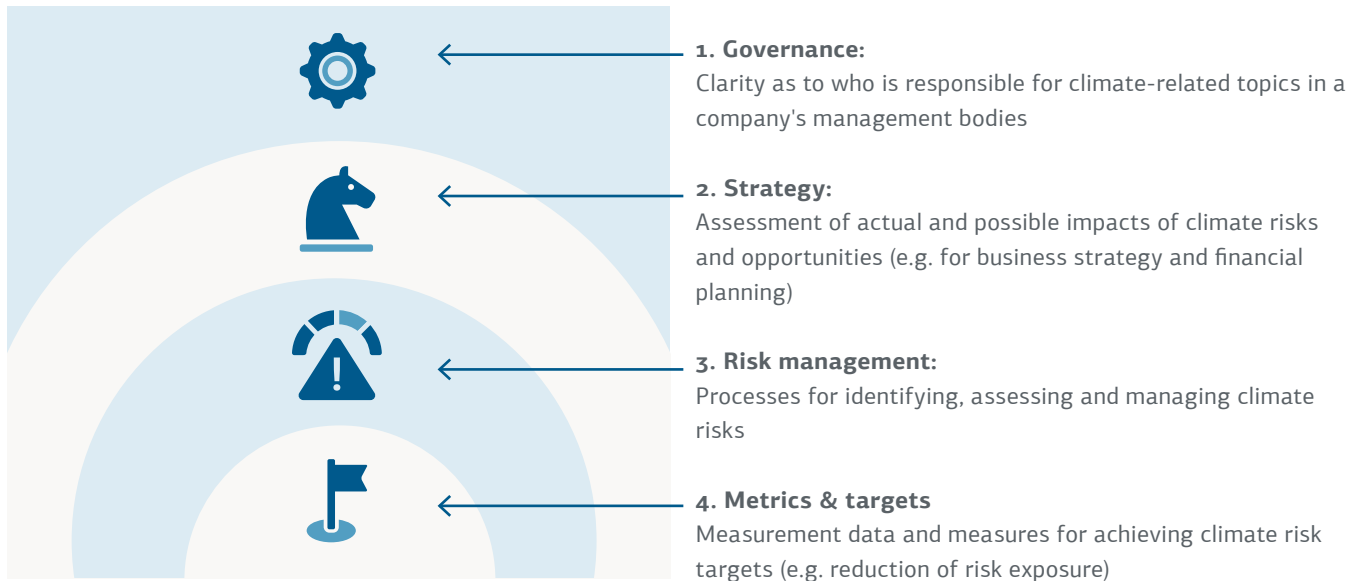 1. Governance:
Clarity as to who is responsible for climate-related topics in a
company's management bodies
2. Strategy:
Assessment of actual and possible impacts of climate risks
and opportunities (e.g. for business strategy and financial
planning)
3. Risk management:
Processes for identifying, assessing and managing climate
risks
4. Metrics & targets
Measurement data and measures for achieving climate risk
targets (e.g. reduction of risk exposure)